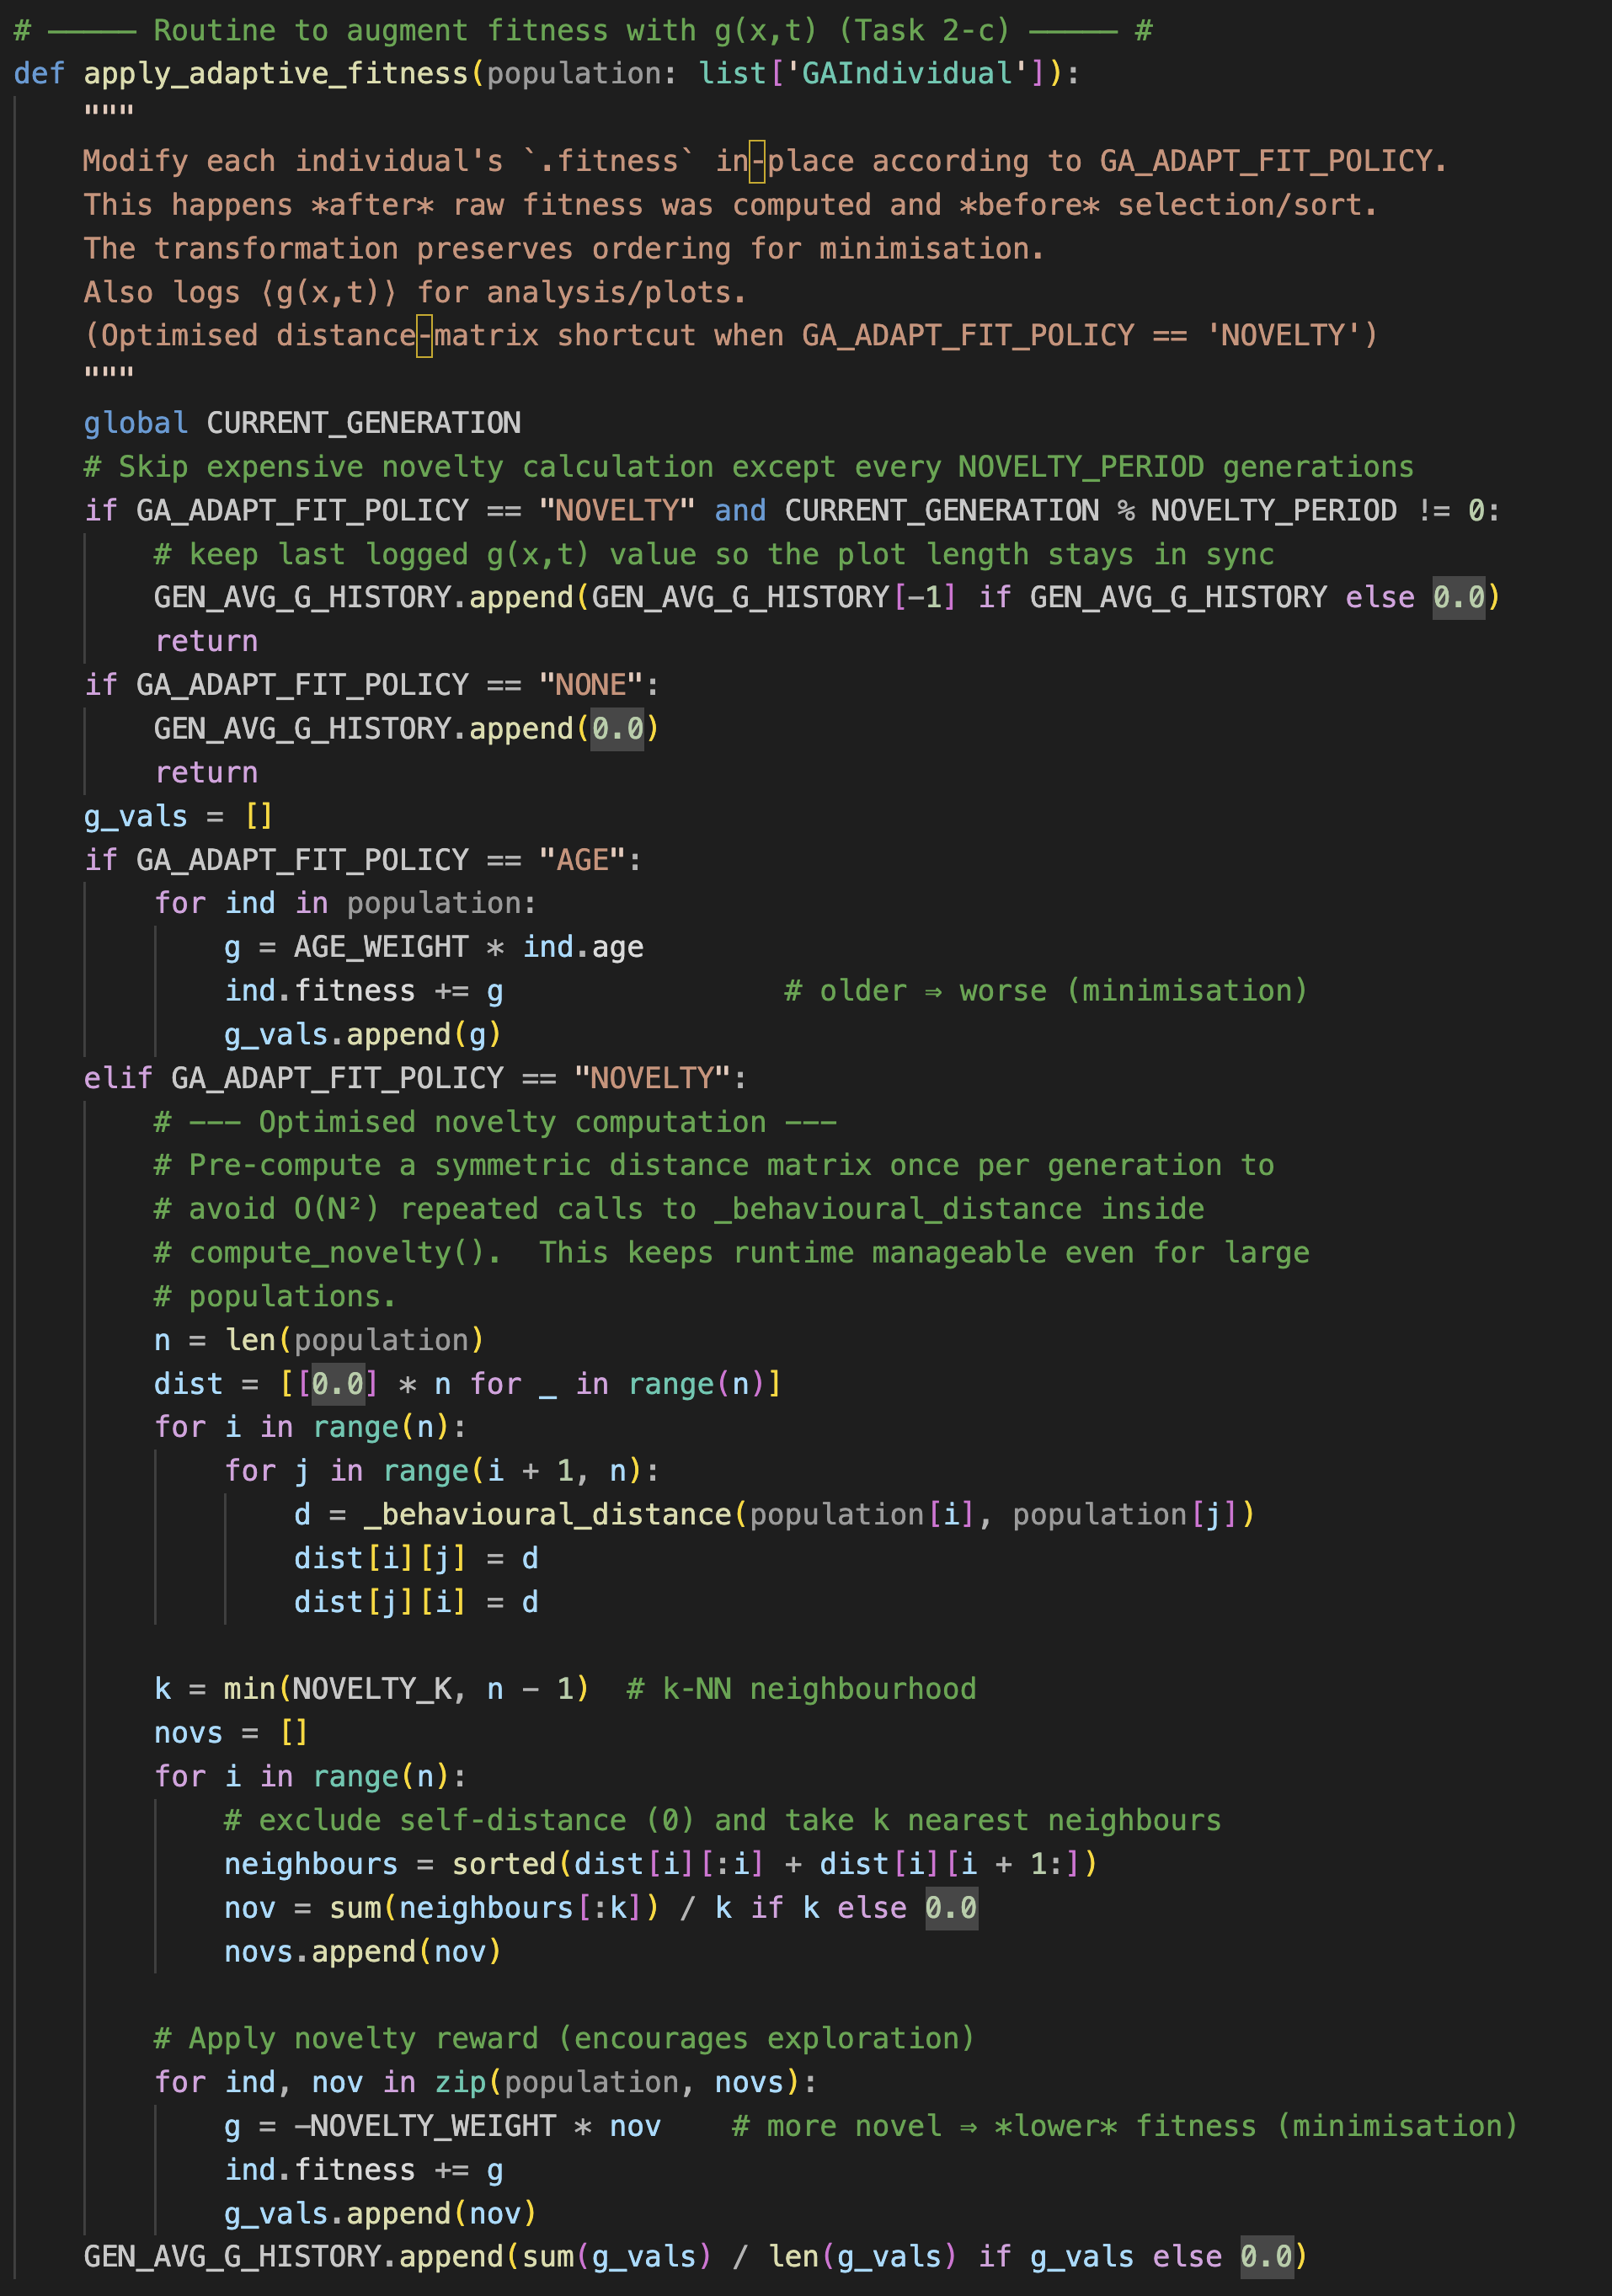 # ––––– Routine to augment fitness with g(x,t) (Task 2-c) ––––– #
def apply_adaptive_fitness(population: list['GAIndividual']):
    """
    Modify each individual's `.fitness` in‑place according to GA_ADAPT_FIT_POLICY.
    This happens *after* raw fitness was computed and *before* selection/sort.
    The transformation preserves ordering for minimisation.
    Also logs ⟨g(x,t)⟩ for analysis/plots.
    (Optimised distance‑matrix shortcut when GA_ADAPT_FIT_POLICY == 'NOVELTY')
    """
    global CURRENT_GENERATION
    # Skip expensive novelty calculation except every NOVELTY_PERIOD generations
    if GA_ADAPT_FIT_POLICY == "NOVELTY" and CURRENT_GENERATION % NOVELTY_PERIOD != 0:
        # keep last logged g(x,t) value so the plot length stays in sync
        GEN_AVG_G_HISTORY.append(GEN_AVG_G_HISTORY[-1] if GEN_AVG_G_HISTORY else 0.0)
        return
    if GA_ADAPT_FIT_POLICY == "NONE":
        GEN_AVG_G_HISTORY.append(0.0)
        return
    g_vals = []
    if GA_ADAPT_FIT_POLICY == "AGE":
        for ind in population:
            g = AGE_WEIGHT * ind.age
            ind.fitness += g                # older ⇒ worse (minimisation)
            g_vals.append(g)
    elif GA_ADAPT_FIT_POLICY == "NOVELTY":
        # --- Optimised novelty computation ---
        # Pre-compute a symmetric distance matrix once per generation to
        # avoid O(N²) repeated calls to _behavioural_distance inside
        # compute_novelty().  This keeps runtime manageable even for large
        # populations.
        n = len(population)
        dist = [[0.0] * n for _ in range(n)]
        for i in range(n):
            for j in range(i + 1, n):
                d = _behavioural_distance(population[i], population[j])
                dist[i][j] = d
                dist[j][i] = d

        k = min(NOVELTY_K, n - 1)  # k-NN neighbourhood
        novs = []
        for i in range(n):
            # exclude self-distance (0) and take k nearest neighbours
            neighbours = sorted(dist[i][:i] + dist[i][i + 1:])
            nov = sum(neighbours[:k]) / k if k else 0.0
            novs.append(nov)

        # Apply novelty reward (encourages exploration)
        for ind, nov in zip(population, novs):
            g = -NOVELTY_WEIGHT * nov    # more novel ⇒ *lower* fitness (minimisation)
            ind.fitness += g
            g_vals.append(nov)
    GEN_AVG_G_HISTORY.append(sum(g_vals) / len(g_vals) if g_vals else 0.0)